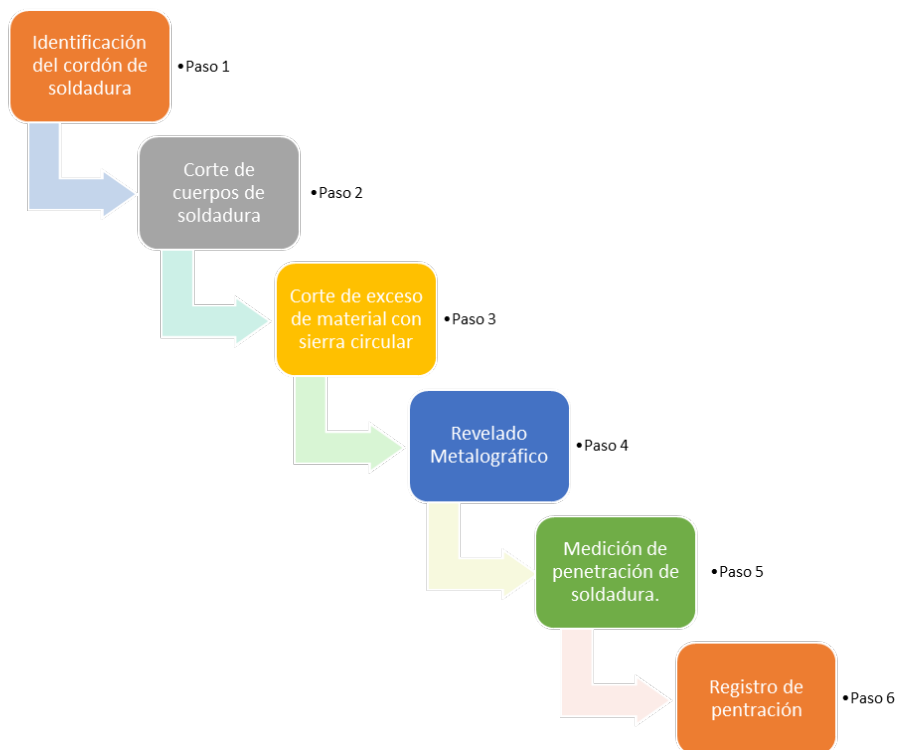 Identificación
del cordón de
soldadura
•Paso 1
Corte de
cuerpos de
soldadura
•Paso 2
Corte de exceso
de material con
sierra circular
•Paso 3
Revelado
Metalográfico
•Paso 4
Medición de
penetración de
soldadura.
•Paso 5
Registro de
pentración
•Paso 6